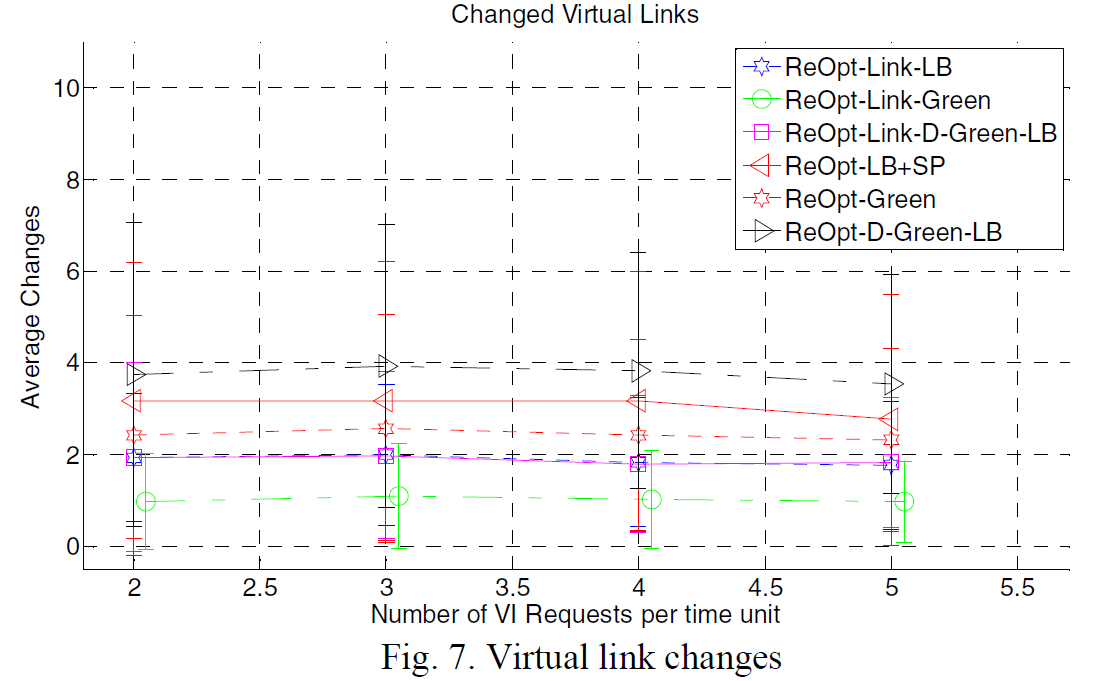 Changed Virtual Links
10
8
6
4
2
0
Average Changes
ReOpt-Link-LB
ReOpt-Link-Green
ReOpt-Link-D-Green-LB
ReOpt-LB+SP
ReOpt-Green
ReOpt-D-Green-LB
2 2.5 3 3.5 4 4.5 5 5.5
Number of VI Requests per time unit
Fig. 7. Virtual link changes